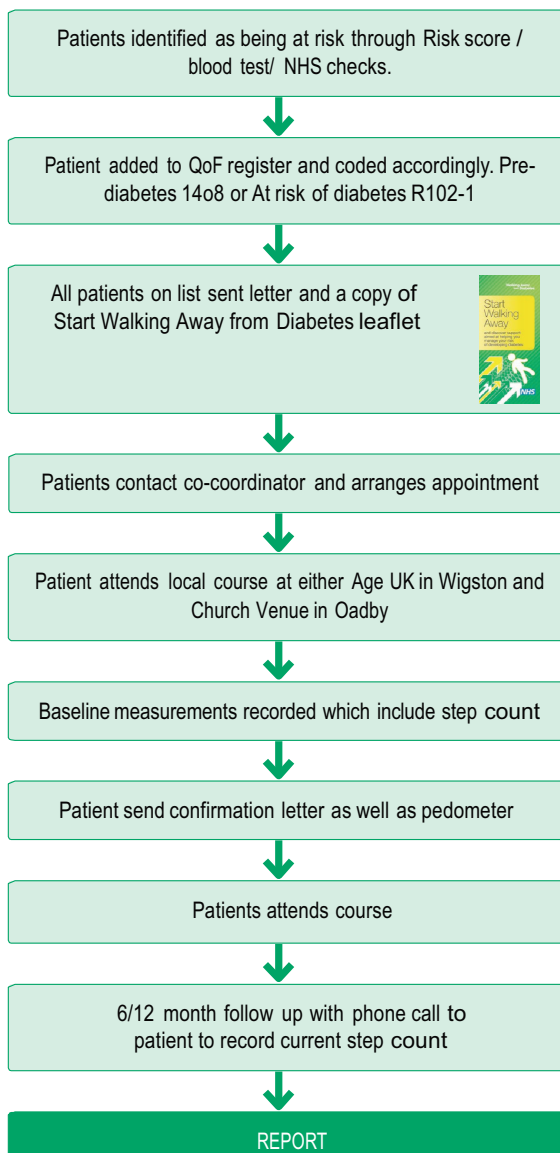 Patients identified as being at risk through Risk score /
blood test/ NHS checks.
Patient added to QoF register and coded accordingly. Pre-
diabetes 14o8 or At risk of diabetes R102-1
All patients on list sent letter and a copy of
Start Walking Away from Diabetes leaflet
Start
Walking
Away
NHS
Patients contact co-coordinator and arranges appointment
Patient attends local course at either Age UK in Wigston and
Church Venue in Oadby
Baseline measurements recorded which include step count
Patient send confirmation letter as well as pedometer
Patients attends course
6/12 month follow up with phone call to
patient to record current step count
REPORT